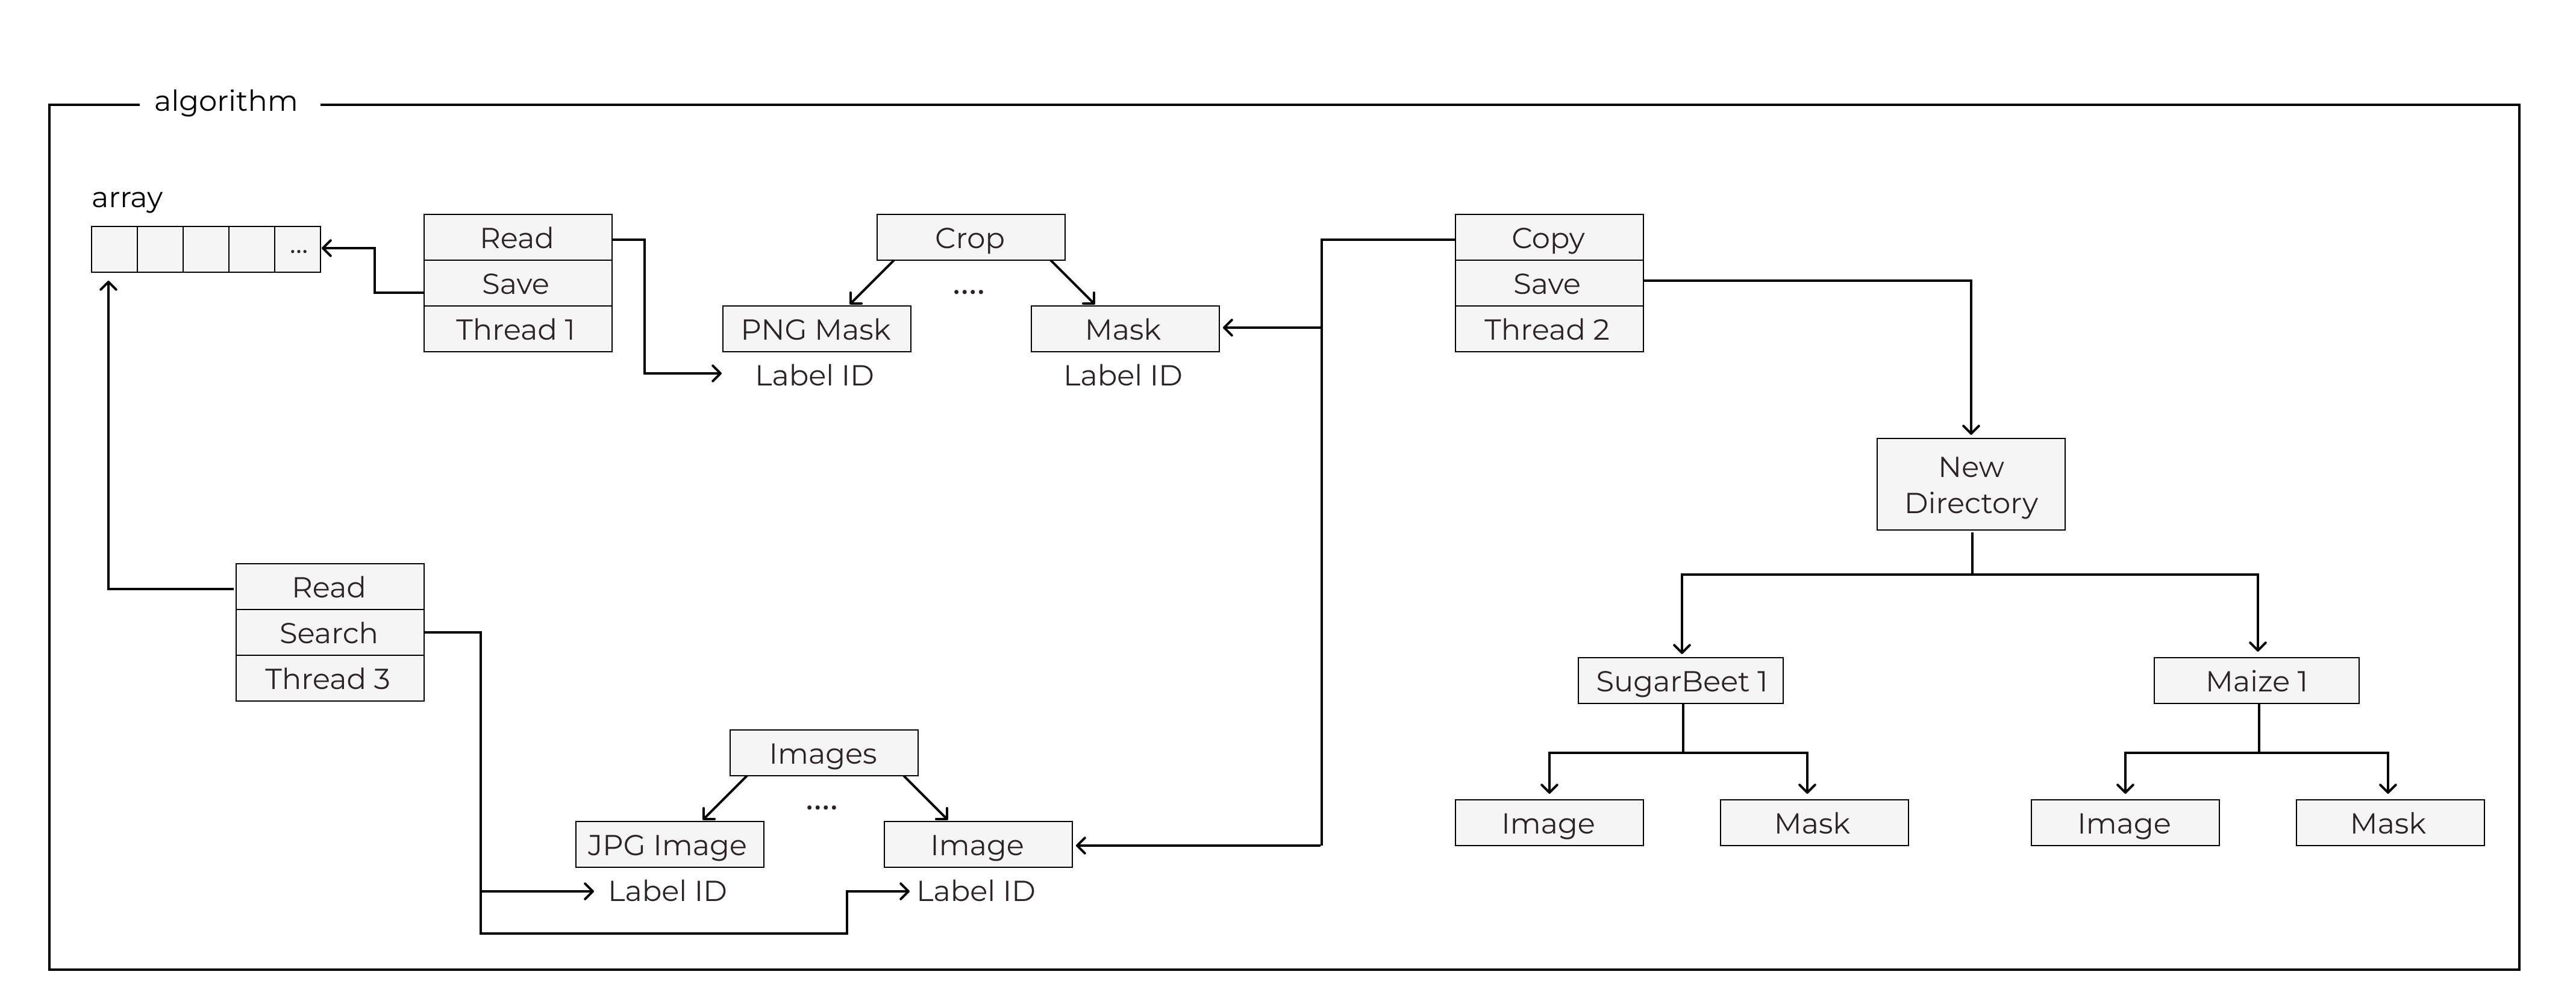 algorithm
array
...
Read
Save
Thread 1
Crop
....
PNG Mask
Mask
Label ID
Label ID
Copy
Save
Thread 2
New
Directory
Read
Search
Thread 3
Images
....
JPG Image
Image
Label ID
Label ID
SugarBeet 1
Maize 1
Image
Mask
Image
Mask